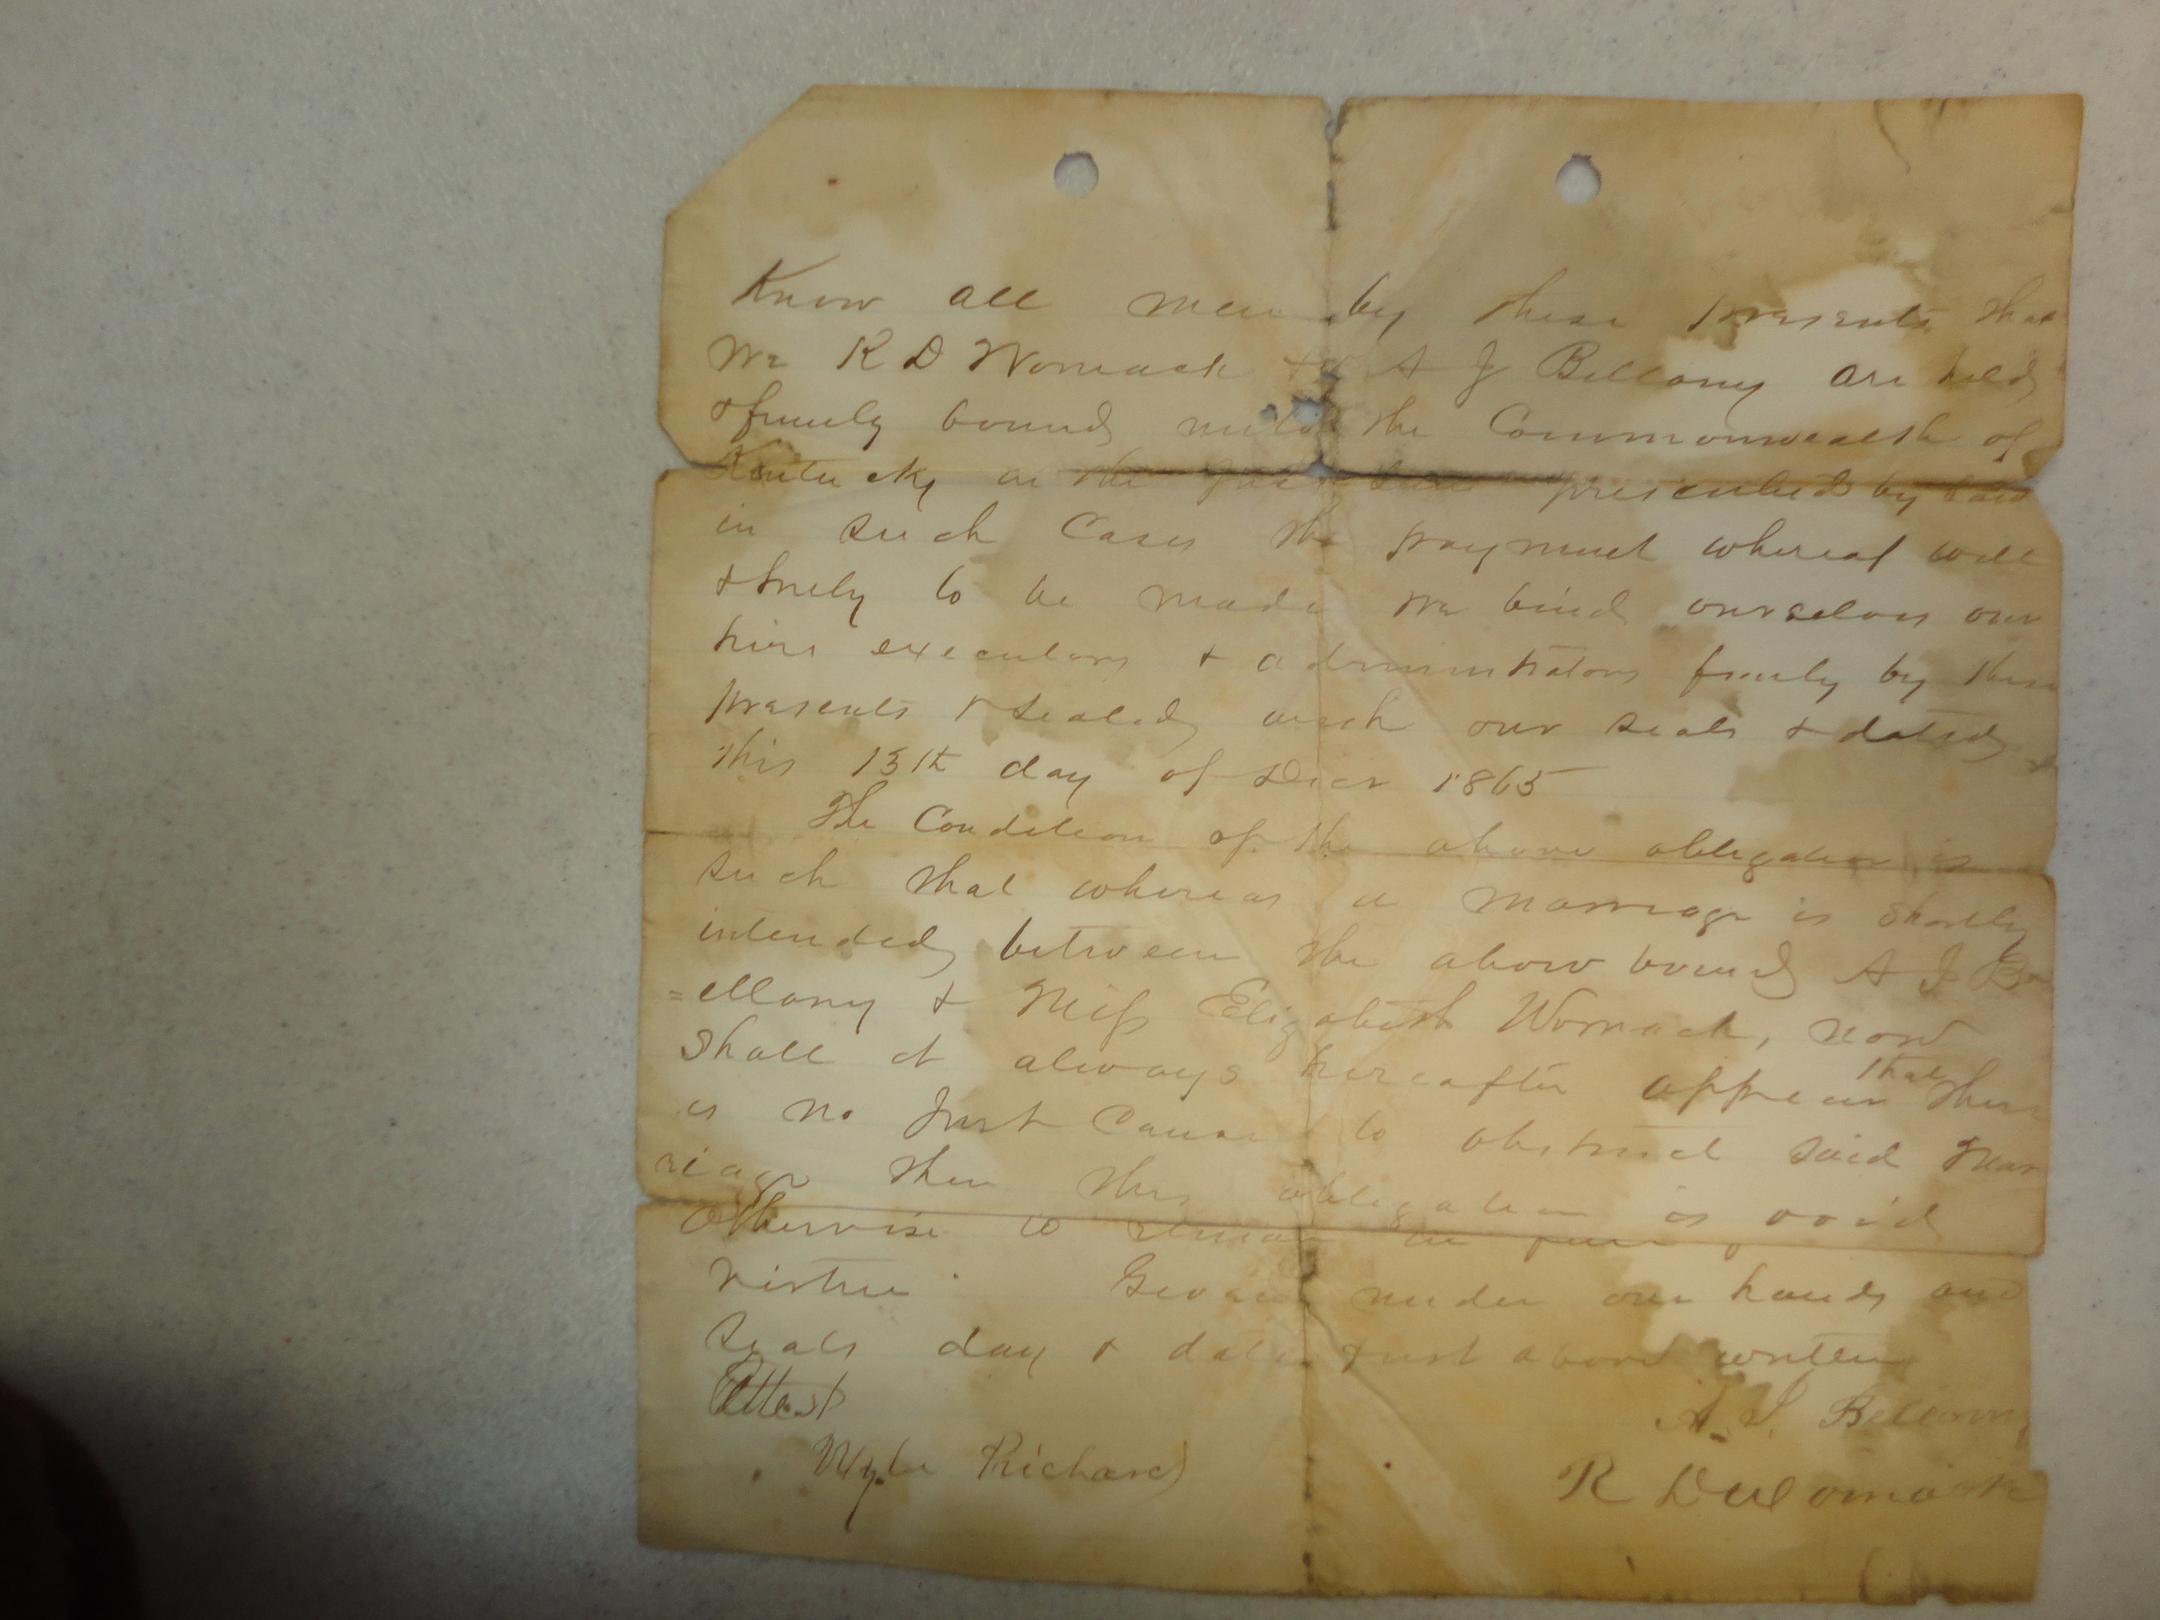 Know all men by these presents that
We R D Womack & A J Bellamy are held
& firmly bound unto the Commonwealth of
Kentucky in the prescribed by law
in such Cases the payment whereof well
& truly to be made we bind ourselves our
heirs executors & administrators firmly by these
presents & sealed with our seals & dated
this 13th day of Decr 1865
The Condition of the above obligation is
such that whereas a marriage is shortly
intended between the above bound A J Be
=llamy & Miss Elizabeth Womack, now
Shall it always hereafter appear that there
is no Just Cause to obstruct said mar
riage then this obligation is void
Otherwise to remain in full
virtue. Given under our hands and
Seals day & date first above written
Attest
A. J. Bellamy
Wyle Richard
R D Womack